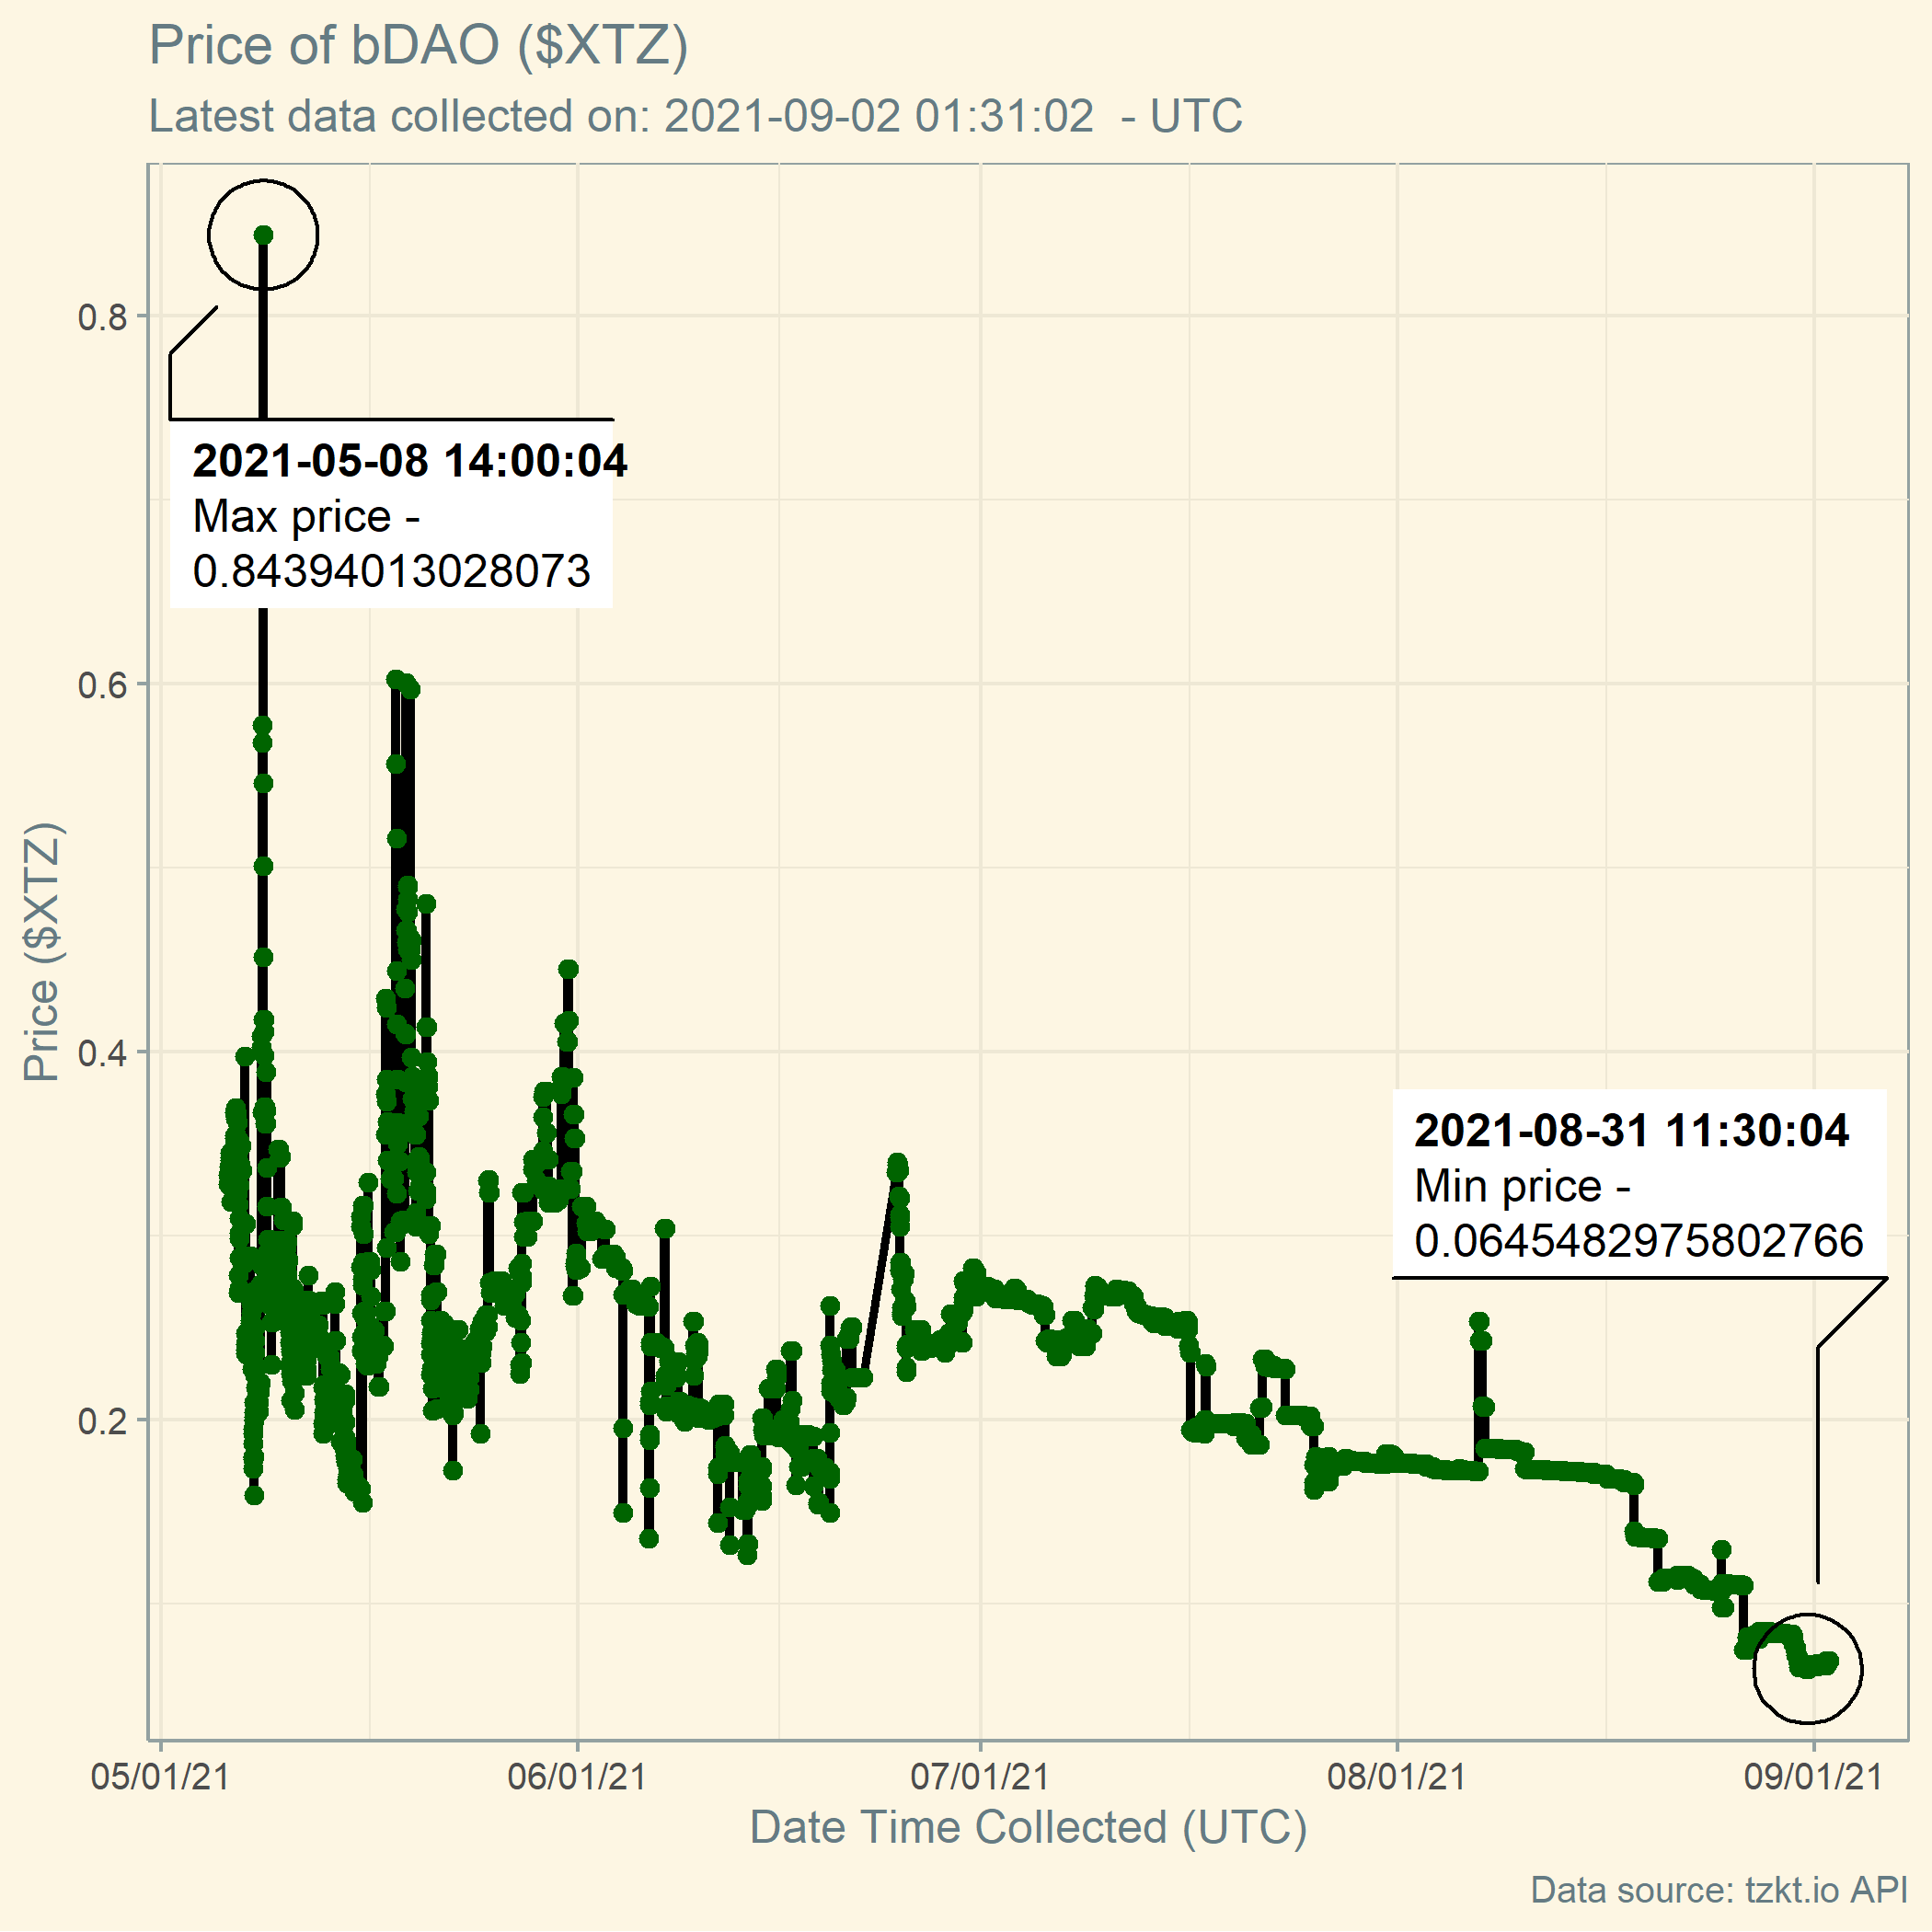 Price of bDAO ($XTZ)
Latest data collected on: 2021-09-02 01:31:02  - UTC
0.8
0.6
0.4
0.2
Price ($XTZ)
2021-05-08 14:00:04
Max price -
0.84394013028073
2021-08-31 11:30:04
Min price -
0.0645482975802766
05/01/21 06/01/21 07/01/21 08/01/21 09/01/21
Date Time Collected (UTC)
Data source: tzkt.io API